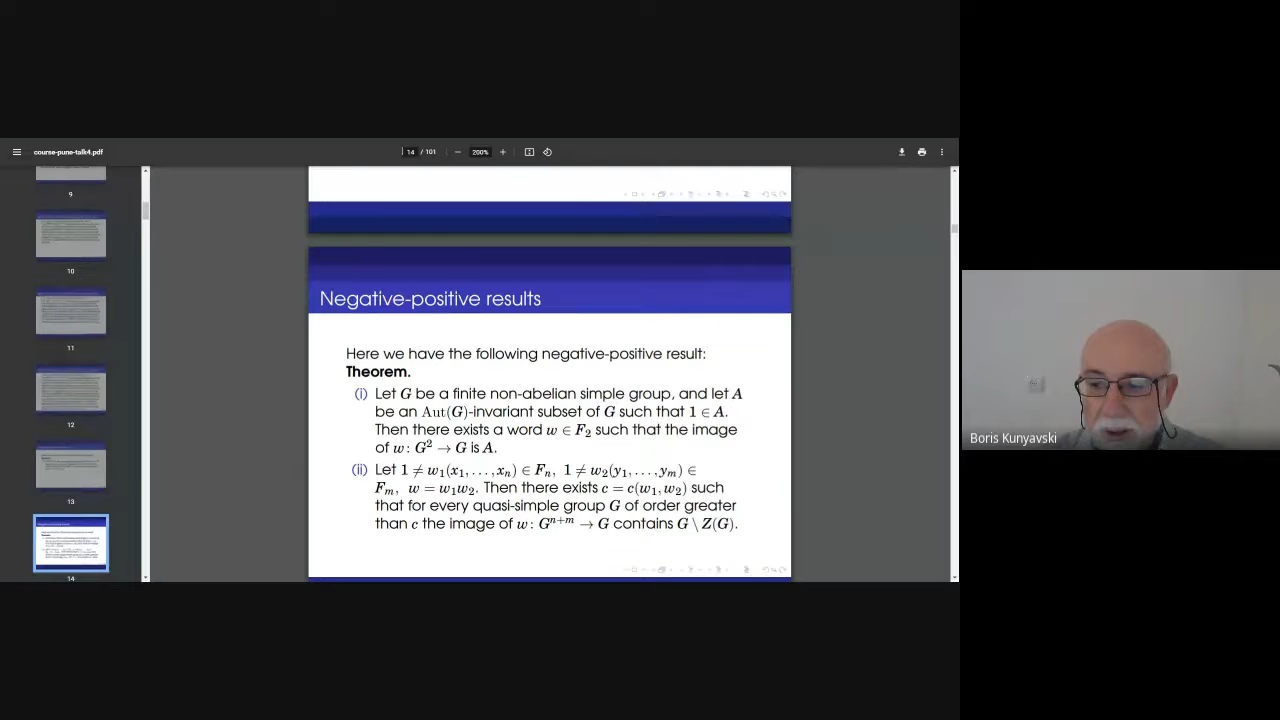 course-pune-talk4.pdf
14 / 101
200%
9
10
11
12
13
14
Negative-positive results
Here we have the following negative-positive result:
Theorem.
(i) Let G be a finite non-abelian simple group, and let A
be an Aut(G)-invariant subset of G such that 1 ∈ A.
Then there exists a word w ∈ F₂ such that the image
of w: G² → G is A.
(ii) Let 1 ≠ w₁(x₁, . . . , xₙ) ∈ Fₙ, 1 ≠ w₂(y₁, . . . , yₘ) ∈
Fₘ, w = w₁w₂. Then there exists c = c(w₁, w₂) such
that for every quasi-simple group G of order greater
than c the image of w: Gⁿ⁺ᵐ → G contains G \ Z(G).
Boris Kunyavski